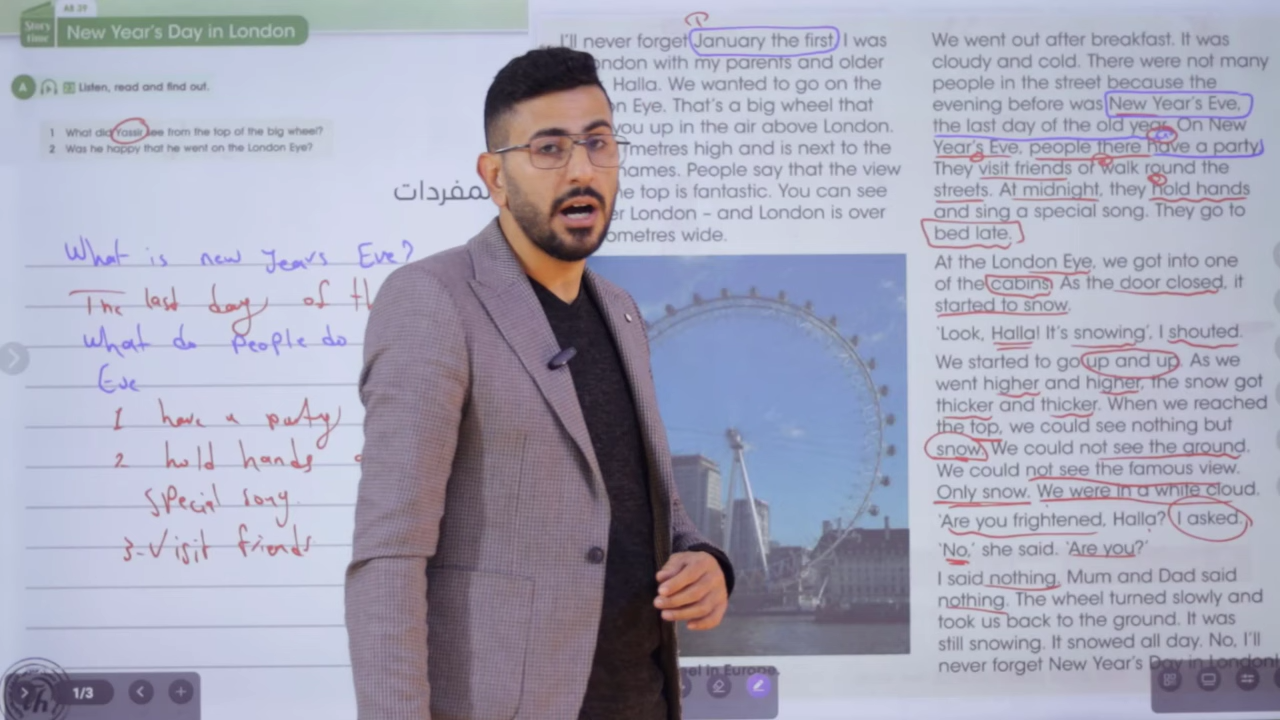 AB 39
Story time
New Year's Day in London
A Listen, read and find out.
1 What did Yassir see from the top of the big wheel?
2 Was he happy that he went on the London Eye?
المفردات
What is new years Eve?
The last day of
What do people do
Eve
1 have a party
2 hold hands
special song
3- Visit friends
1/3
I'll never forget January the first. I was
London with my parents and older
Halla. We wanted to go on the
Eye. That's a big wheel that
you up in the air above London.
metres high and is next to the
People say that the view
top is fantastic. You can see
London – and London is over
wide.
in Europe.
We went out after breakfast. It was
cloudy and cold. There were not many
people in the street because the
evening before was New Year's Eve,
the last day of the old year. On New
Year's Eve, people there have a party.
They visit friends or walk round the
streets. At midnight, they hold hands
and sing a special song. They go to
bed late.
At the London Eye, we got into one
of the cabins. As the door closed, it
started to snow.
'Look, Halla! It's snowing', I shouted.
We started to go up and up. As we
went higher and higher, the snow got
thicker and thicker. When we reached
the top, we could see nothing but
snow. We could not see the ground.
We could not see the famous view.
Only snow. We were in a white cloud.
'Are you frightened, Halla?' I asked.
'No,' she said. 'Are you?'
I said nothing. Mum and Dad said
nothing. The wheel turned slowly and
took us back to the ground. It was
still snowing. It snowed all day. No, I'll
never forget New Year's Day in London!